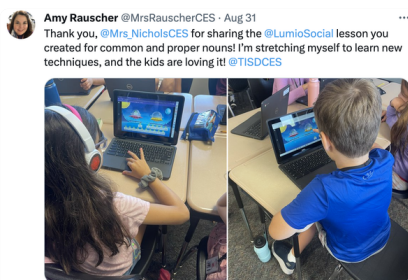 Amy Rauscher @MrsRauscherCES · Aug 31
Thank you, @Mrs_NicholsCES for sharing the @LumioSocial lesson you
created for common and proper nouns! I'm stretching myself to learn new
techniques, and the kids are loving it! @TISDCES